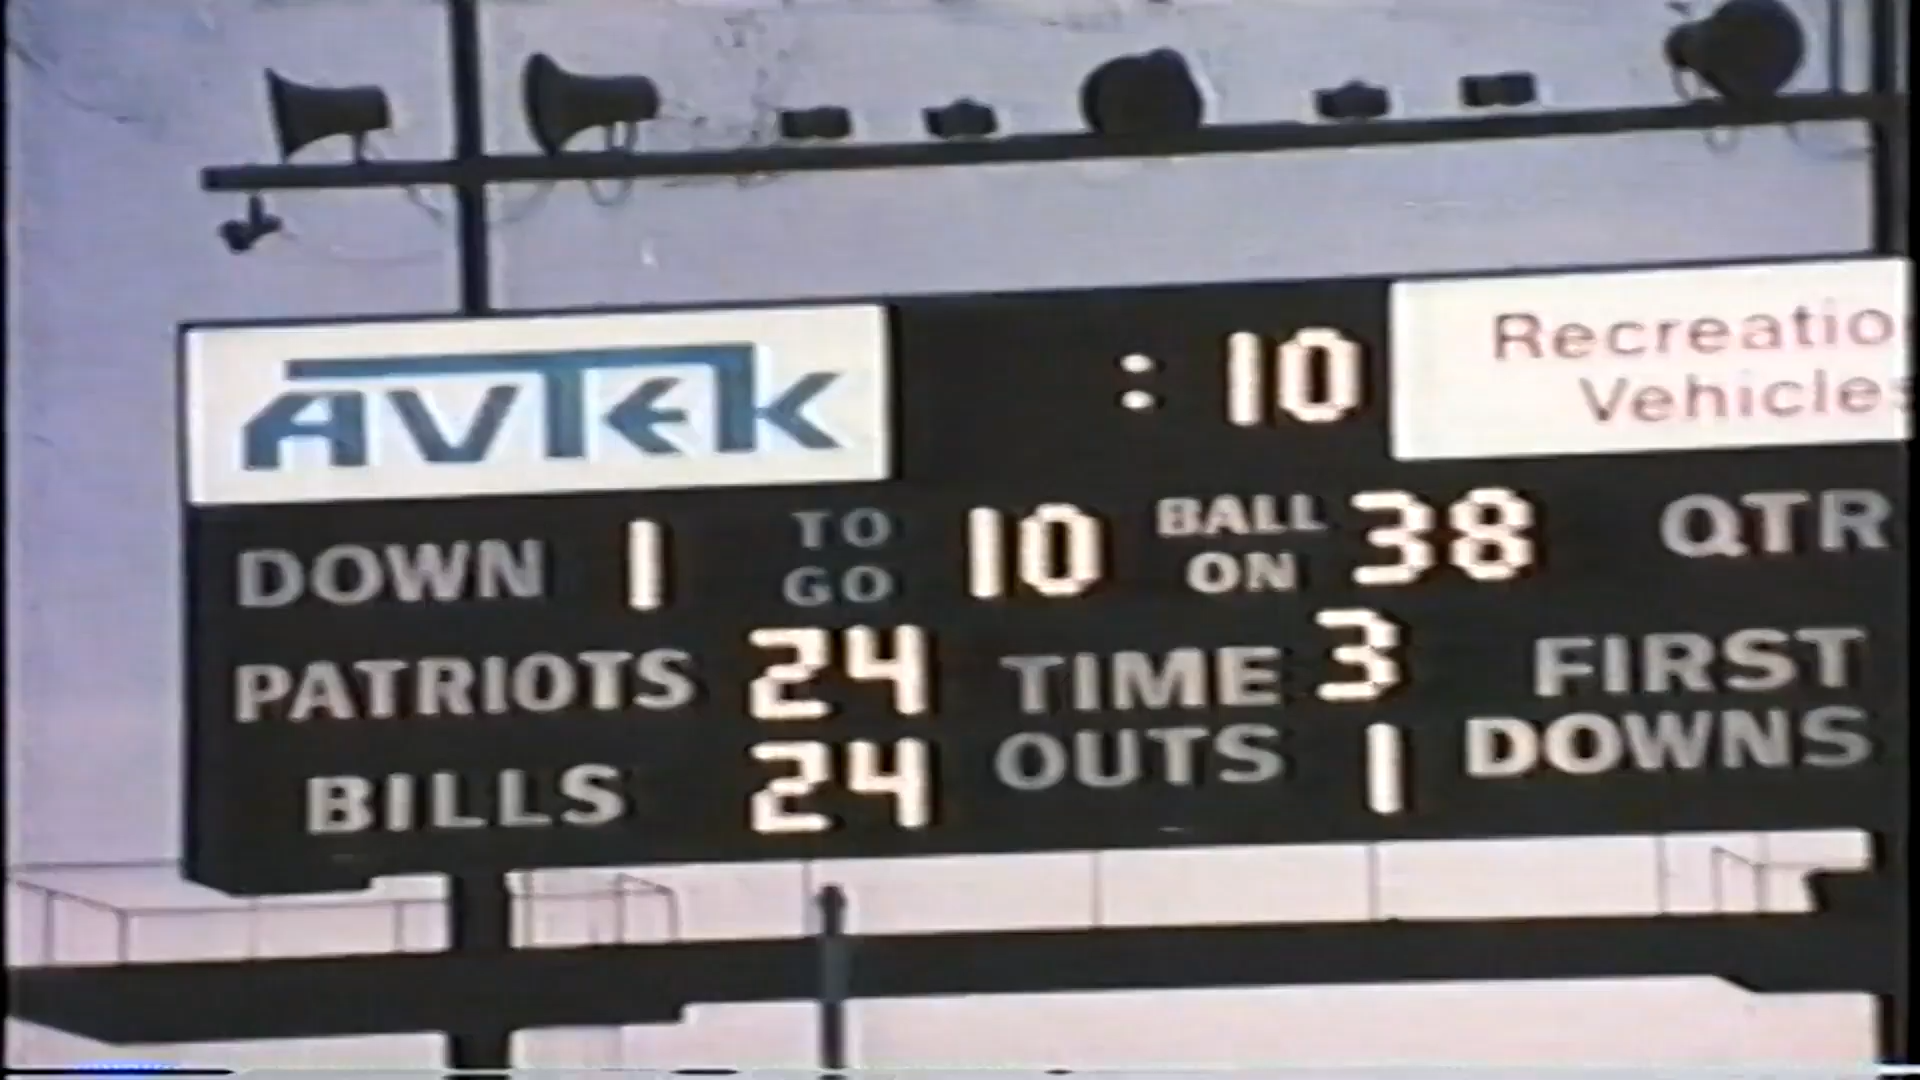 AVTEK
: 10
Recreatio
Vehicles
DOWN 1 TO GO 10 BALL ON 38 QTR
PATRIOTS 24 TIME OUTS 3 FIRST DOWNS
BILLS 24 1